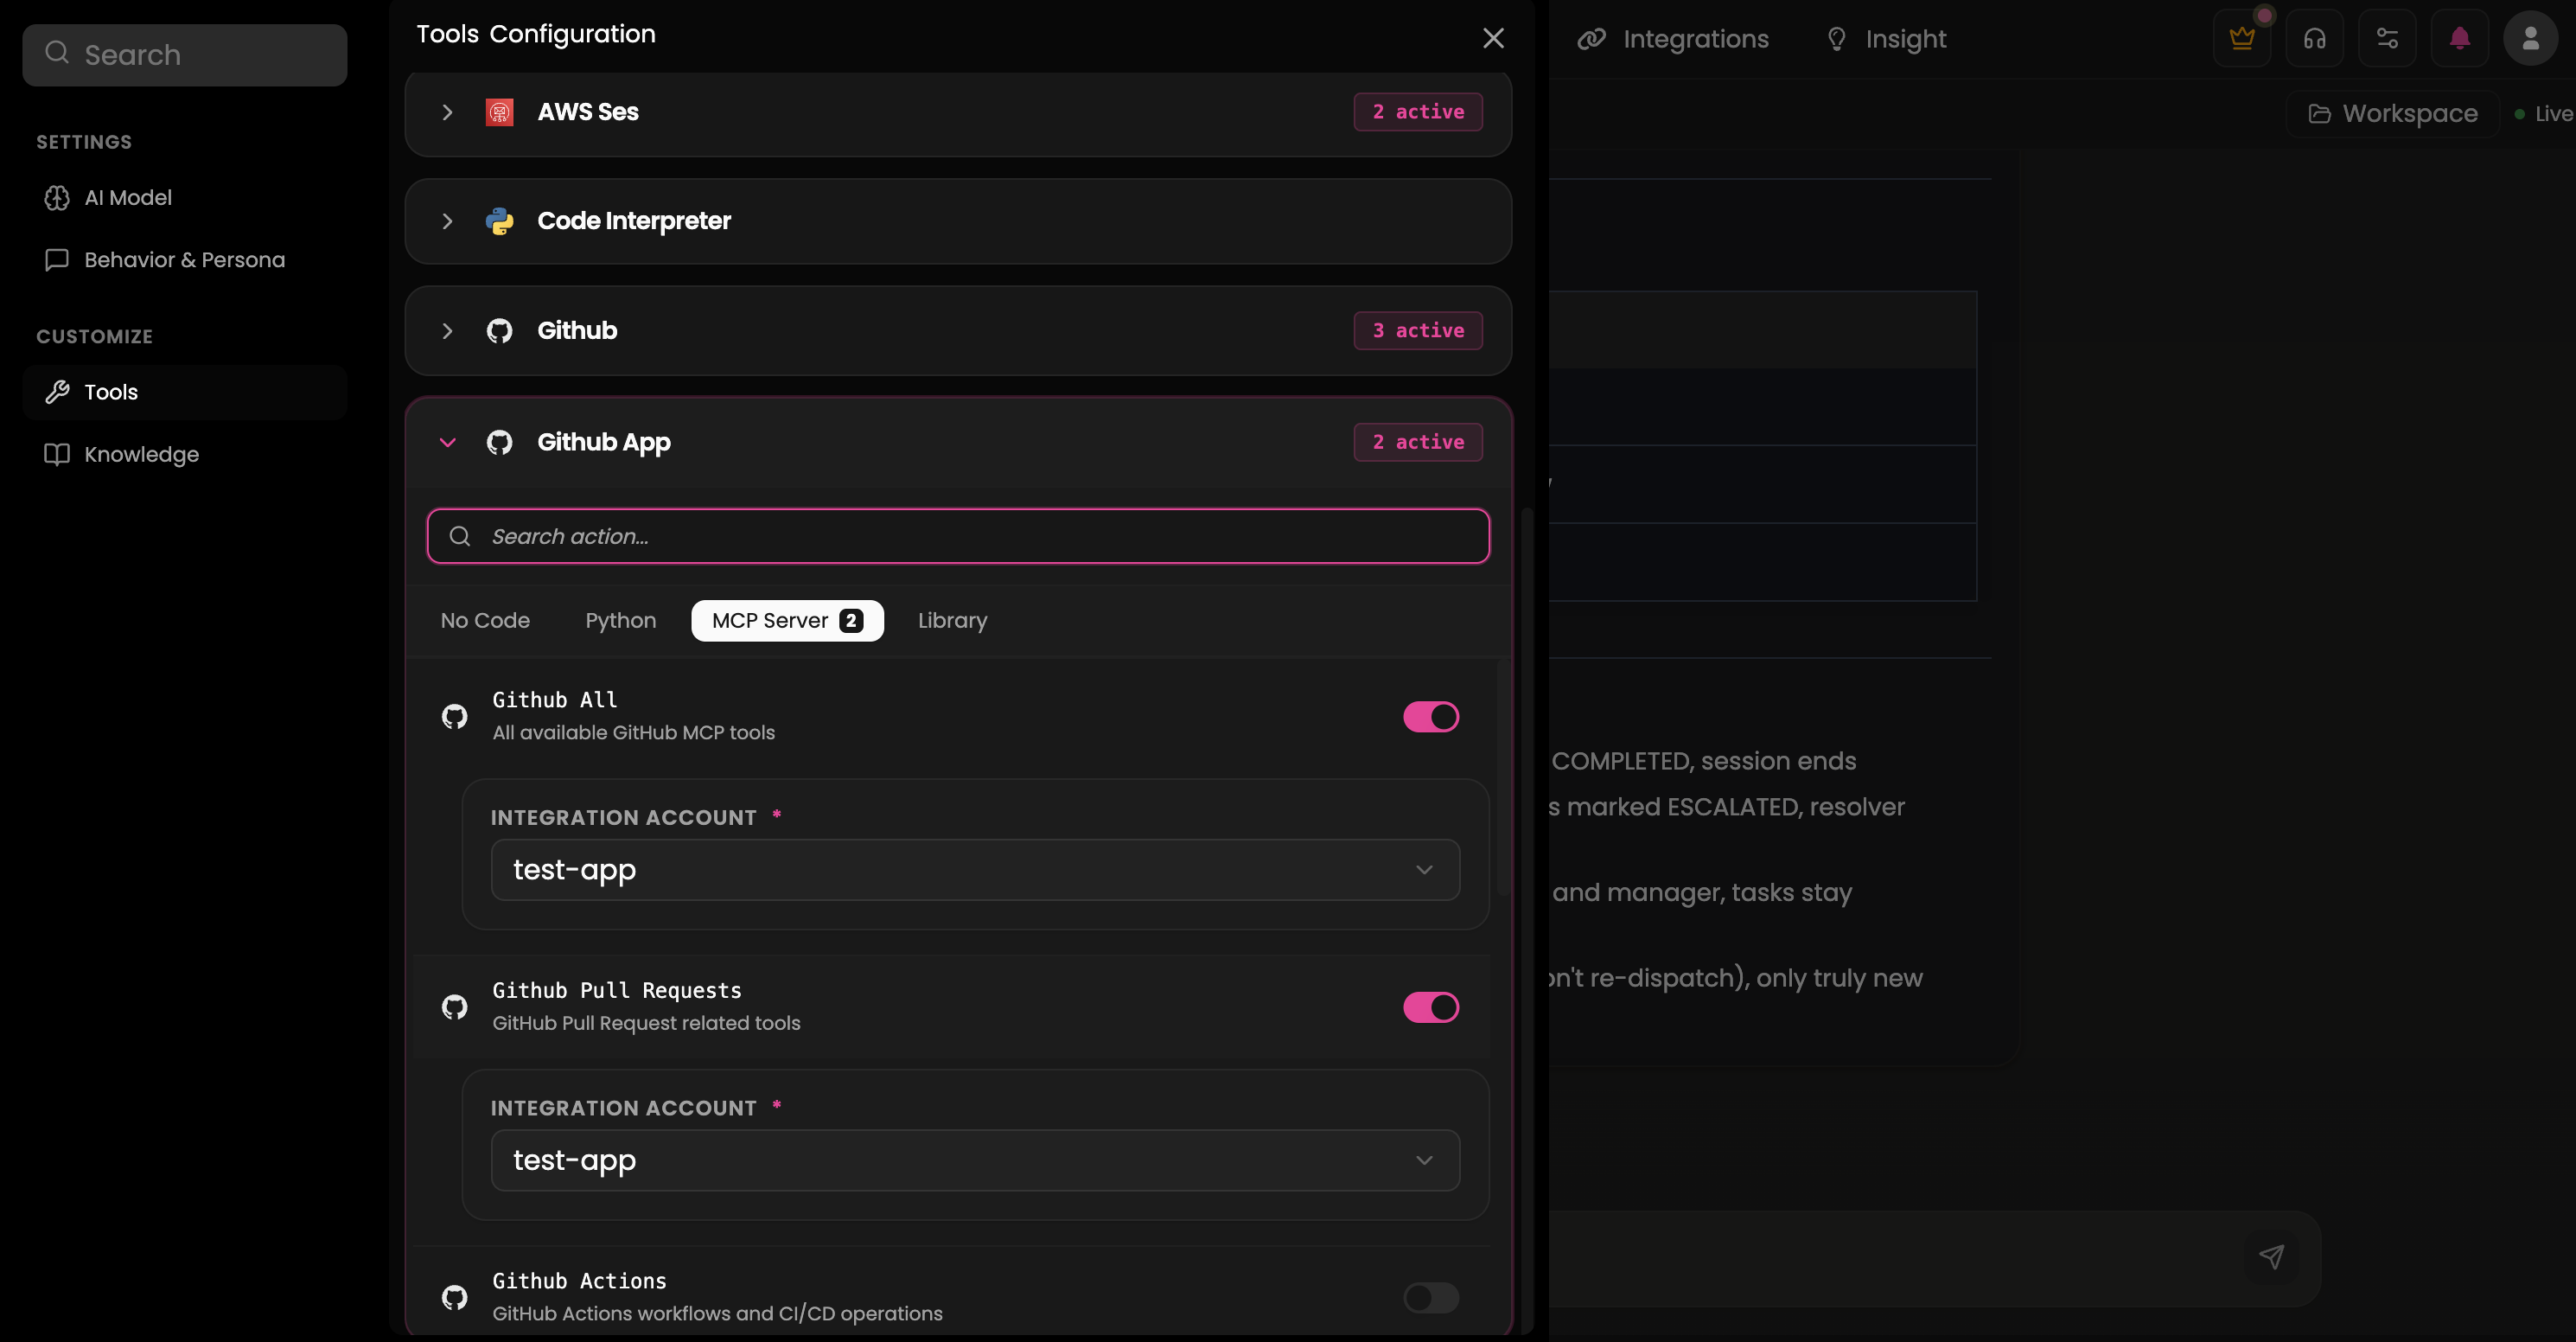 Search
SETTINGS
AI Model
Behavior & Persona
CUSTOMIZE
Tools
Knowledge
Tools Configuration
AWS Ses
2 active
Code Interpreter
Github
3 active
Github App
2 active
Search action...
No Code
Python
MCP Server 2
Library
Github All
All available GitHub MCP tools
INTEGRATION ACCOUNT *
test-app
Github Pull Requests
GitHub Pull Request related tools
INTEGRATION ACCOUNT *
test-app
Github Actions
GitHub Actions workflows and CI/CD operations
Integrations
Insight
Workspace
Live
COMPLETED, session ends
s marked ESCALATED, resolver
and manager, tasks stay
on't re-dispatch), only truly new